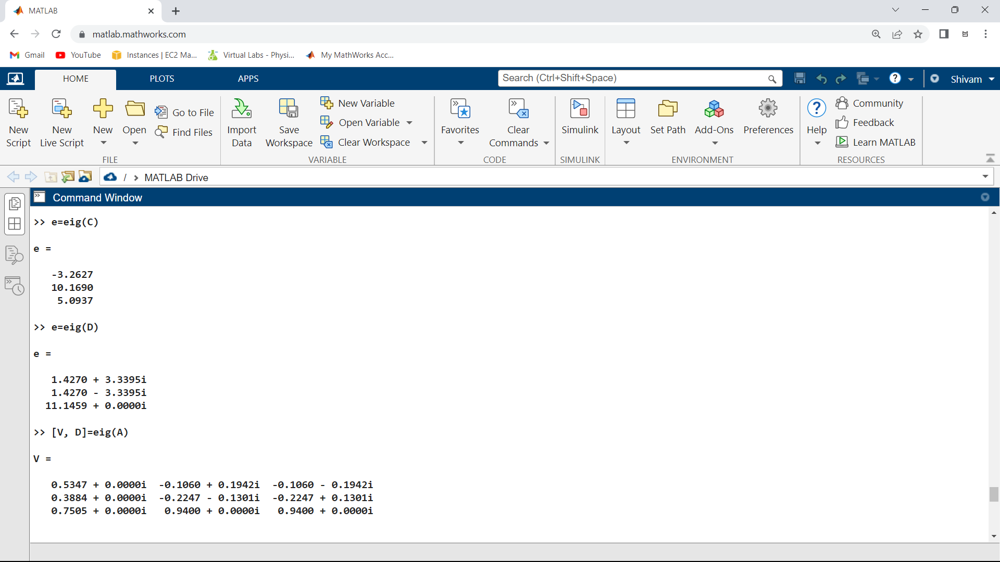 MATLAB
matlab.mathworks.com
Gmail YouTube Instances | EC2 Ma... Virtual Labs - Physi... My MathWorks Acc...
HOME PLOTS APPS Search (Ctrl+Shift+Space) ? Shivam
New Script
New Live Script
New
Open
Go to File
Find Files
FILE
Import Data
Save Workspace
New Variable
Open Variable
Clear Workspace
VARIABLE
Favorites
Clear Commands
CODE
Simulink
SIMULINK
Layout
Set Path
Add-Ons
Preferences
ENVIRONMENT
?
Help
Community
Feedback
Learn MATLAB
RESOURCES
/ > MATLAB Drive
Command Window
>> e=eig(C)
e =
-3.2627
10.1690
5.0937
>> e=eig(D)
e =
1.4270 + 3.3395i
1.4270 - 3.3395i
11.1459 + 0.0000i
>> [V, D]=eig(A)
V =
0.5347 + 0.0000i -0.1060 + 0.1942i -0.1060 - 0.1942i
0.3884 + 0.0000i -0.2247 - 0.1301i -0.2247 + 0.1301i
0.7505 + 0.0000i 0.9400 + 0.0000i 0.9400 + 0.0000i